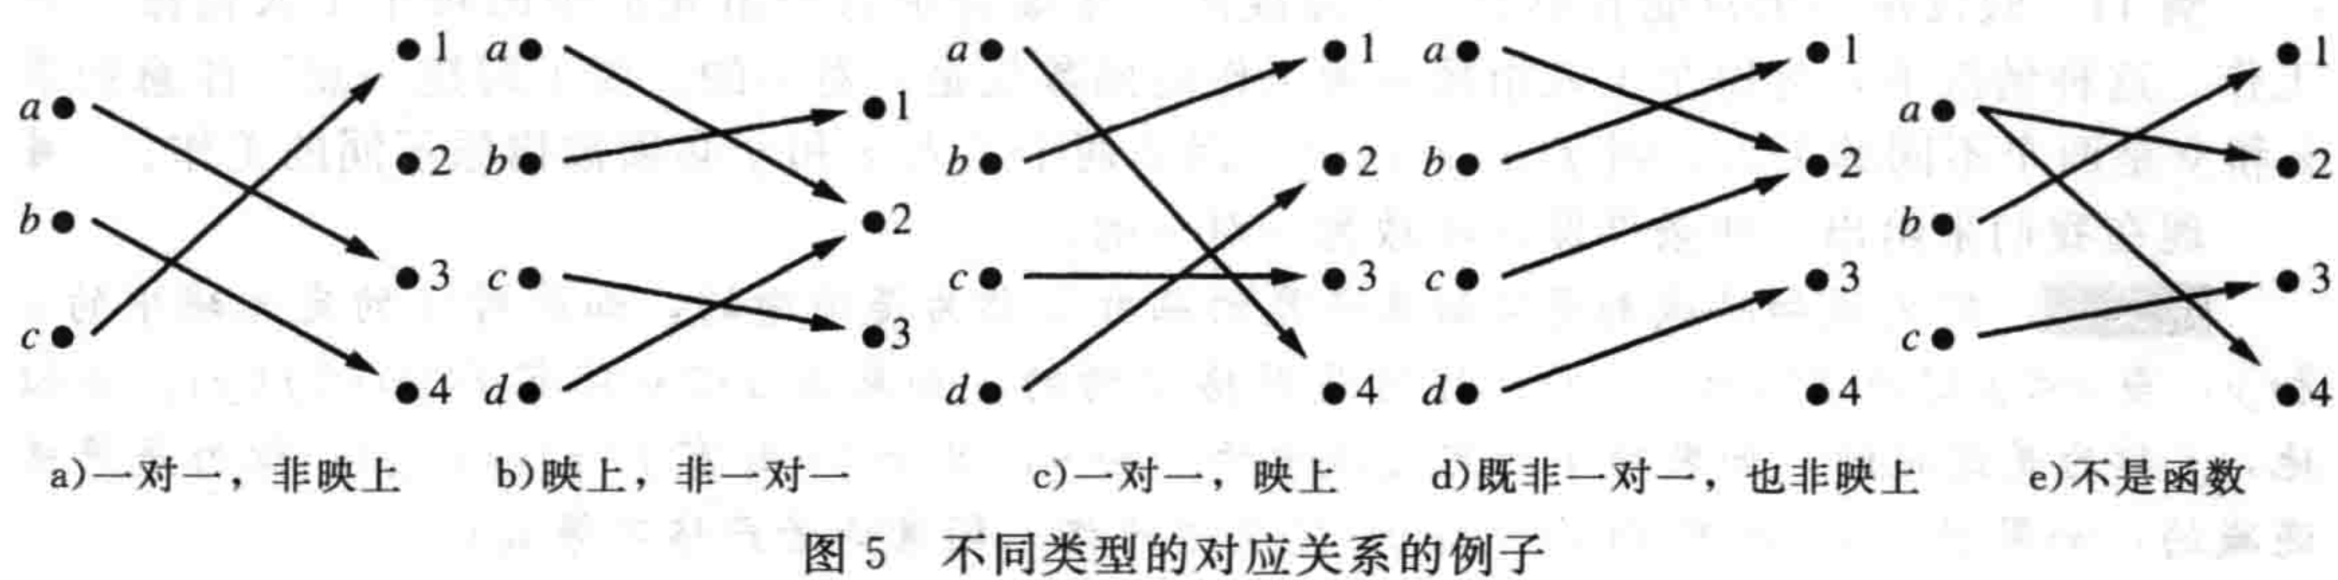 a b c 1 2 3 4
a b c d 1 2 3
a b c d 1 2 3 4
a b c d 1 2 3 4
a b c 1 2 3 4
a)一对一，非映上 b)映上，非一对一 c)一对一，映上 d)既非一对一，也非映上 e)不是函数
图 5 不同类型的对应关系的例子